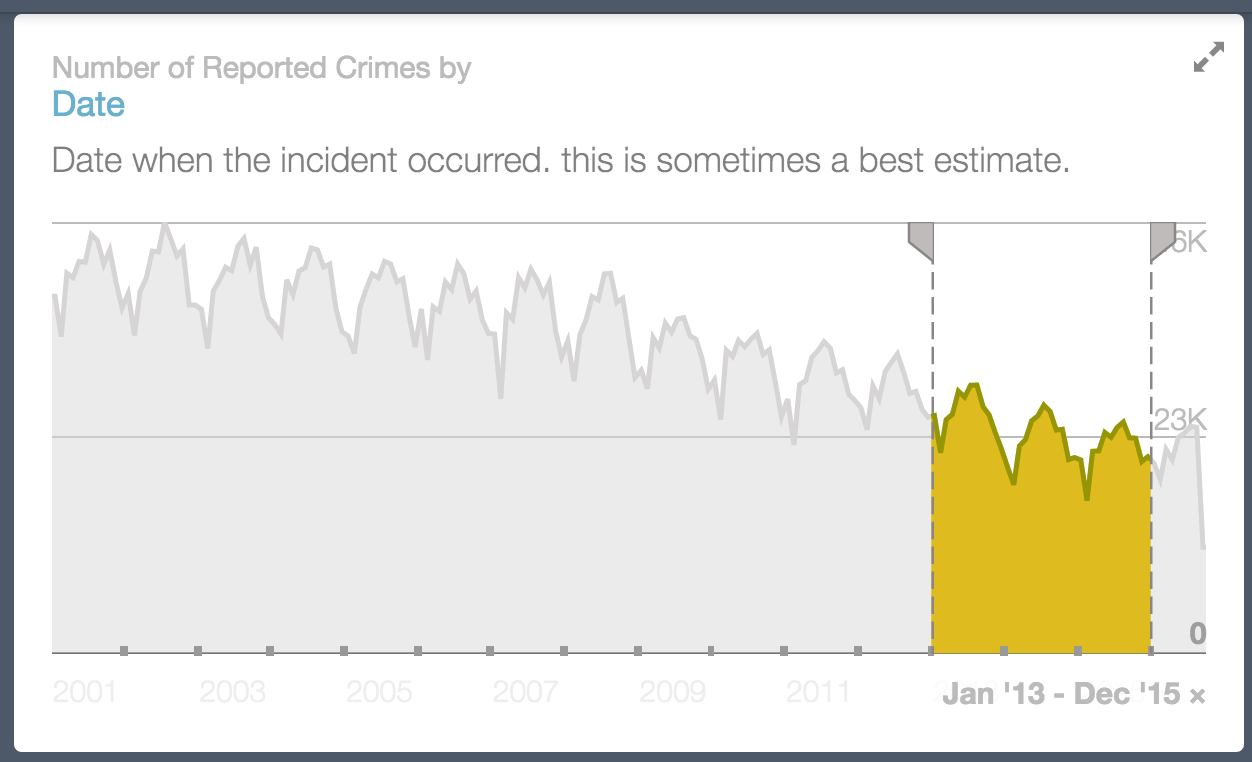 Number of Reported Crimes by
Date
Date when the incident occurred. this is sometimes a best estimate.
6K
23K
0
2001 2003 2005 2007 2009 2011
Jan '13 - Dec '15 ×